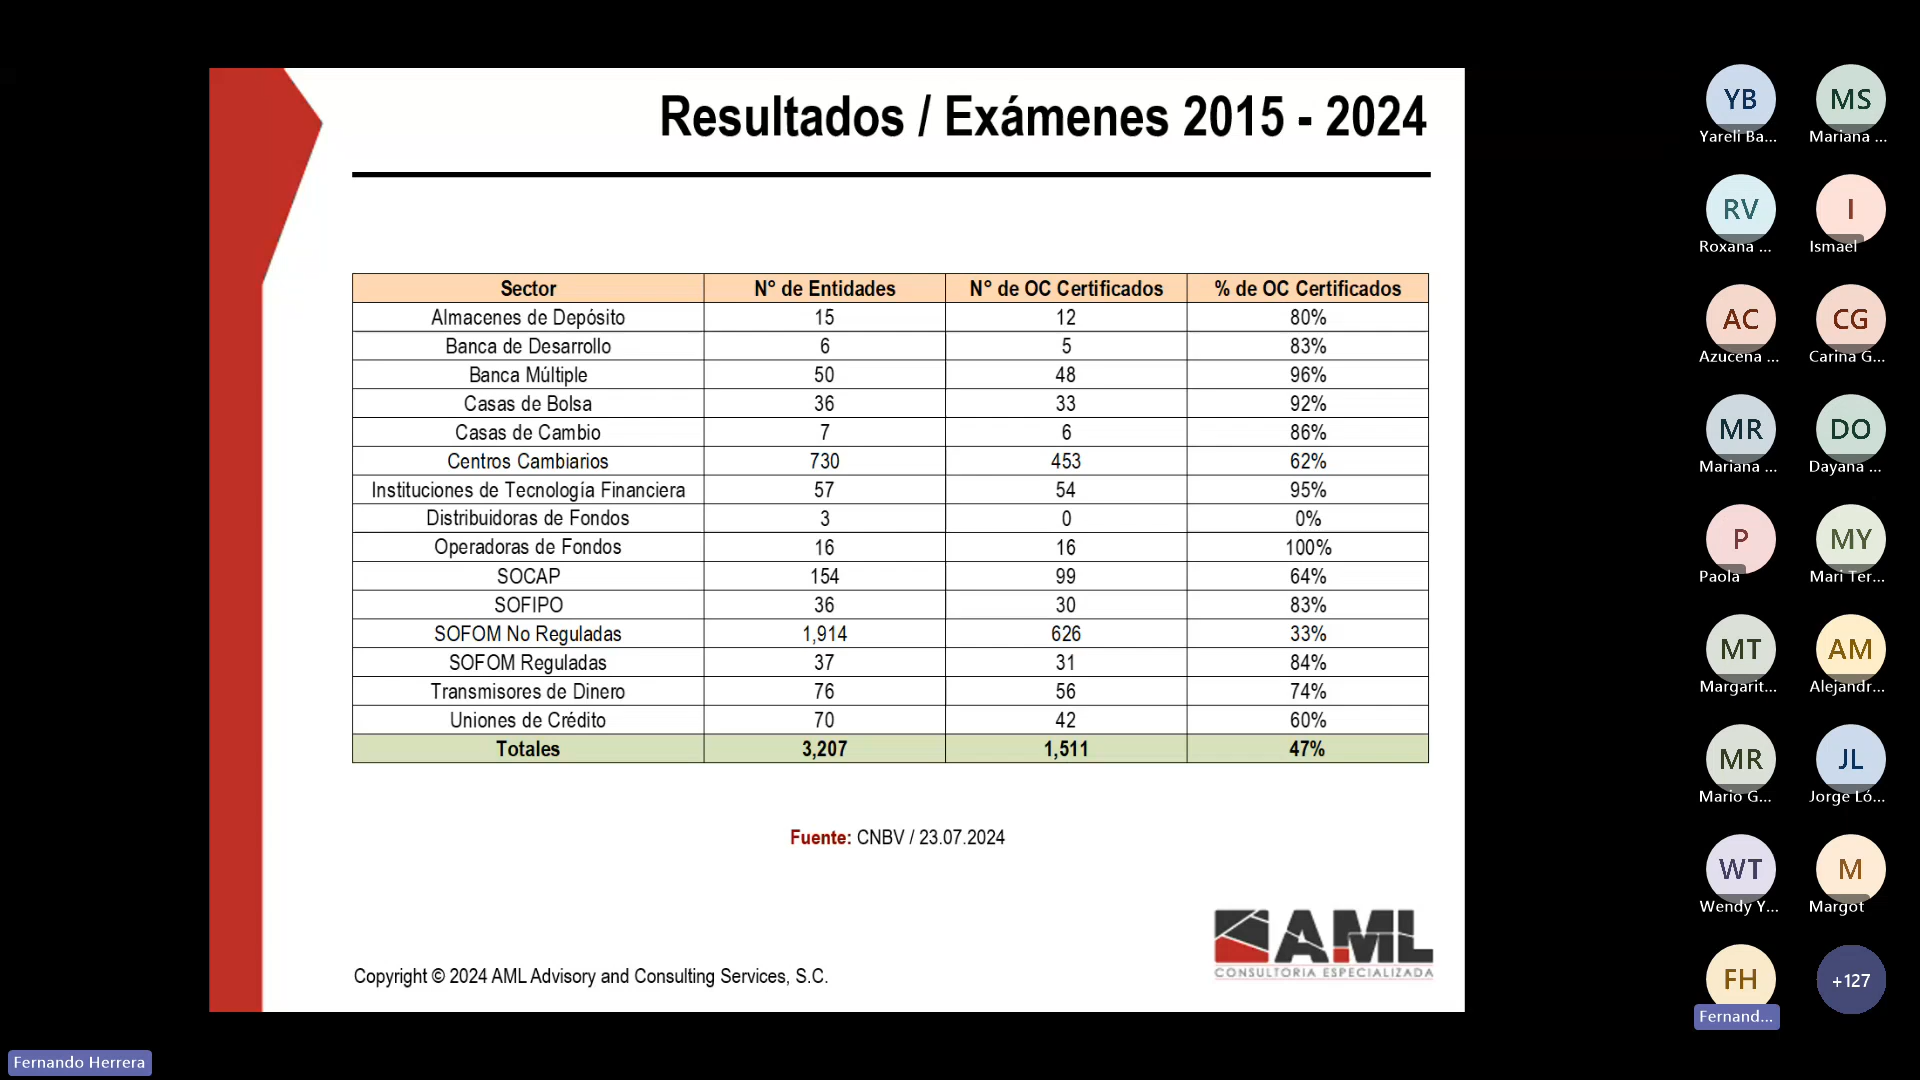 Resultados / Exámenes 2015 - 2024
Sector N° de Entidades N° de OC Certificados % de OC Certificados
Almacenes de Depósito 15 12 80%
Banca de Desarrollo 6 5 83%
Banca Múltiple 50 48 96%
Casas de Bolsa 36 33 92%
Casas de Cambio 7 6 86%
Centros Cambiarios 730 453 62%
Instituciones de Tecnología Financiera 57 54 95%
Distribuidoras de Fondos 3 0 0%
Operadoras de Fondos 16 16 100%
SOCAP 154 99 64%
SOFIPO 36 30 83%
SOFOM No Reguladas 1,914 626 33%
SOFOM Reguladas 37 31 84%
Transmisores de Dinero 76 56 74%
Uniones de Crédito 70 42 60%
Totales 3,207 1,511 47%
Fuente: CNBV / 23.07.2024
AML
CONSULTORIA ESPECIALIZADA
Copyright © 2024 AML Advisory and Consulting Services, S.C.
Fernando Herrera
YB MS
Yareli Ba... Mariana ...
RV I
Roxana ... Ismael
AC CG
Azucena ... Carina G...
MR DO
Mariana ... Dayana ...
P MY
Paola Mari Ter...
MT AM
Margarit... Alejandr...
MR JL
Mario G... Jorge Ló...
WT M
Wendy Y... Margot
FH +127
Fernand...